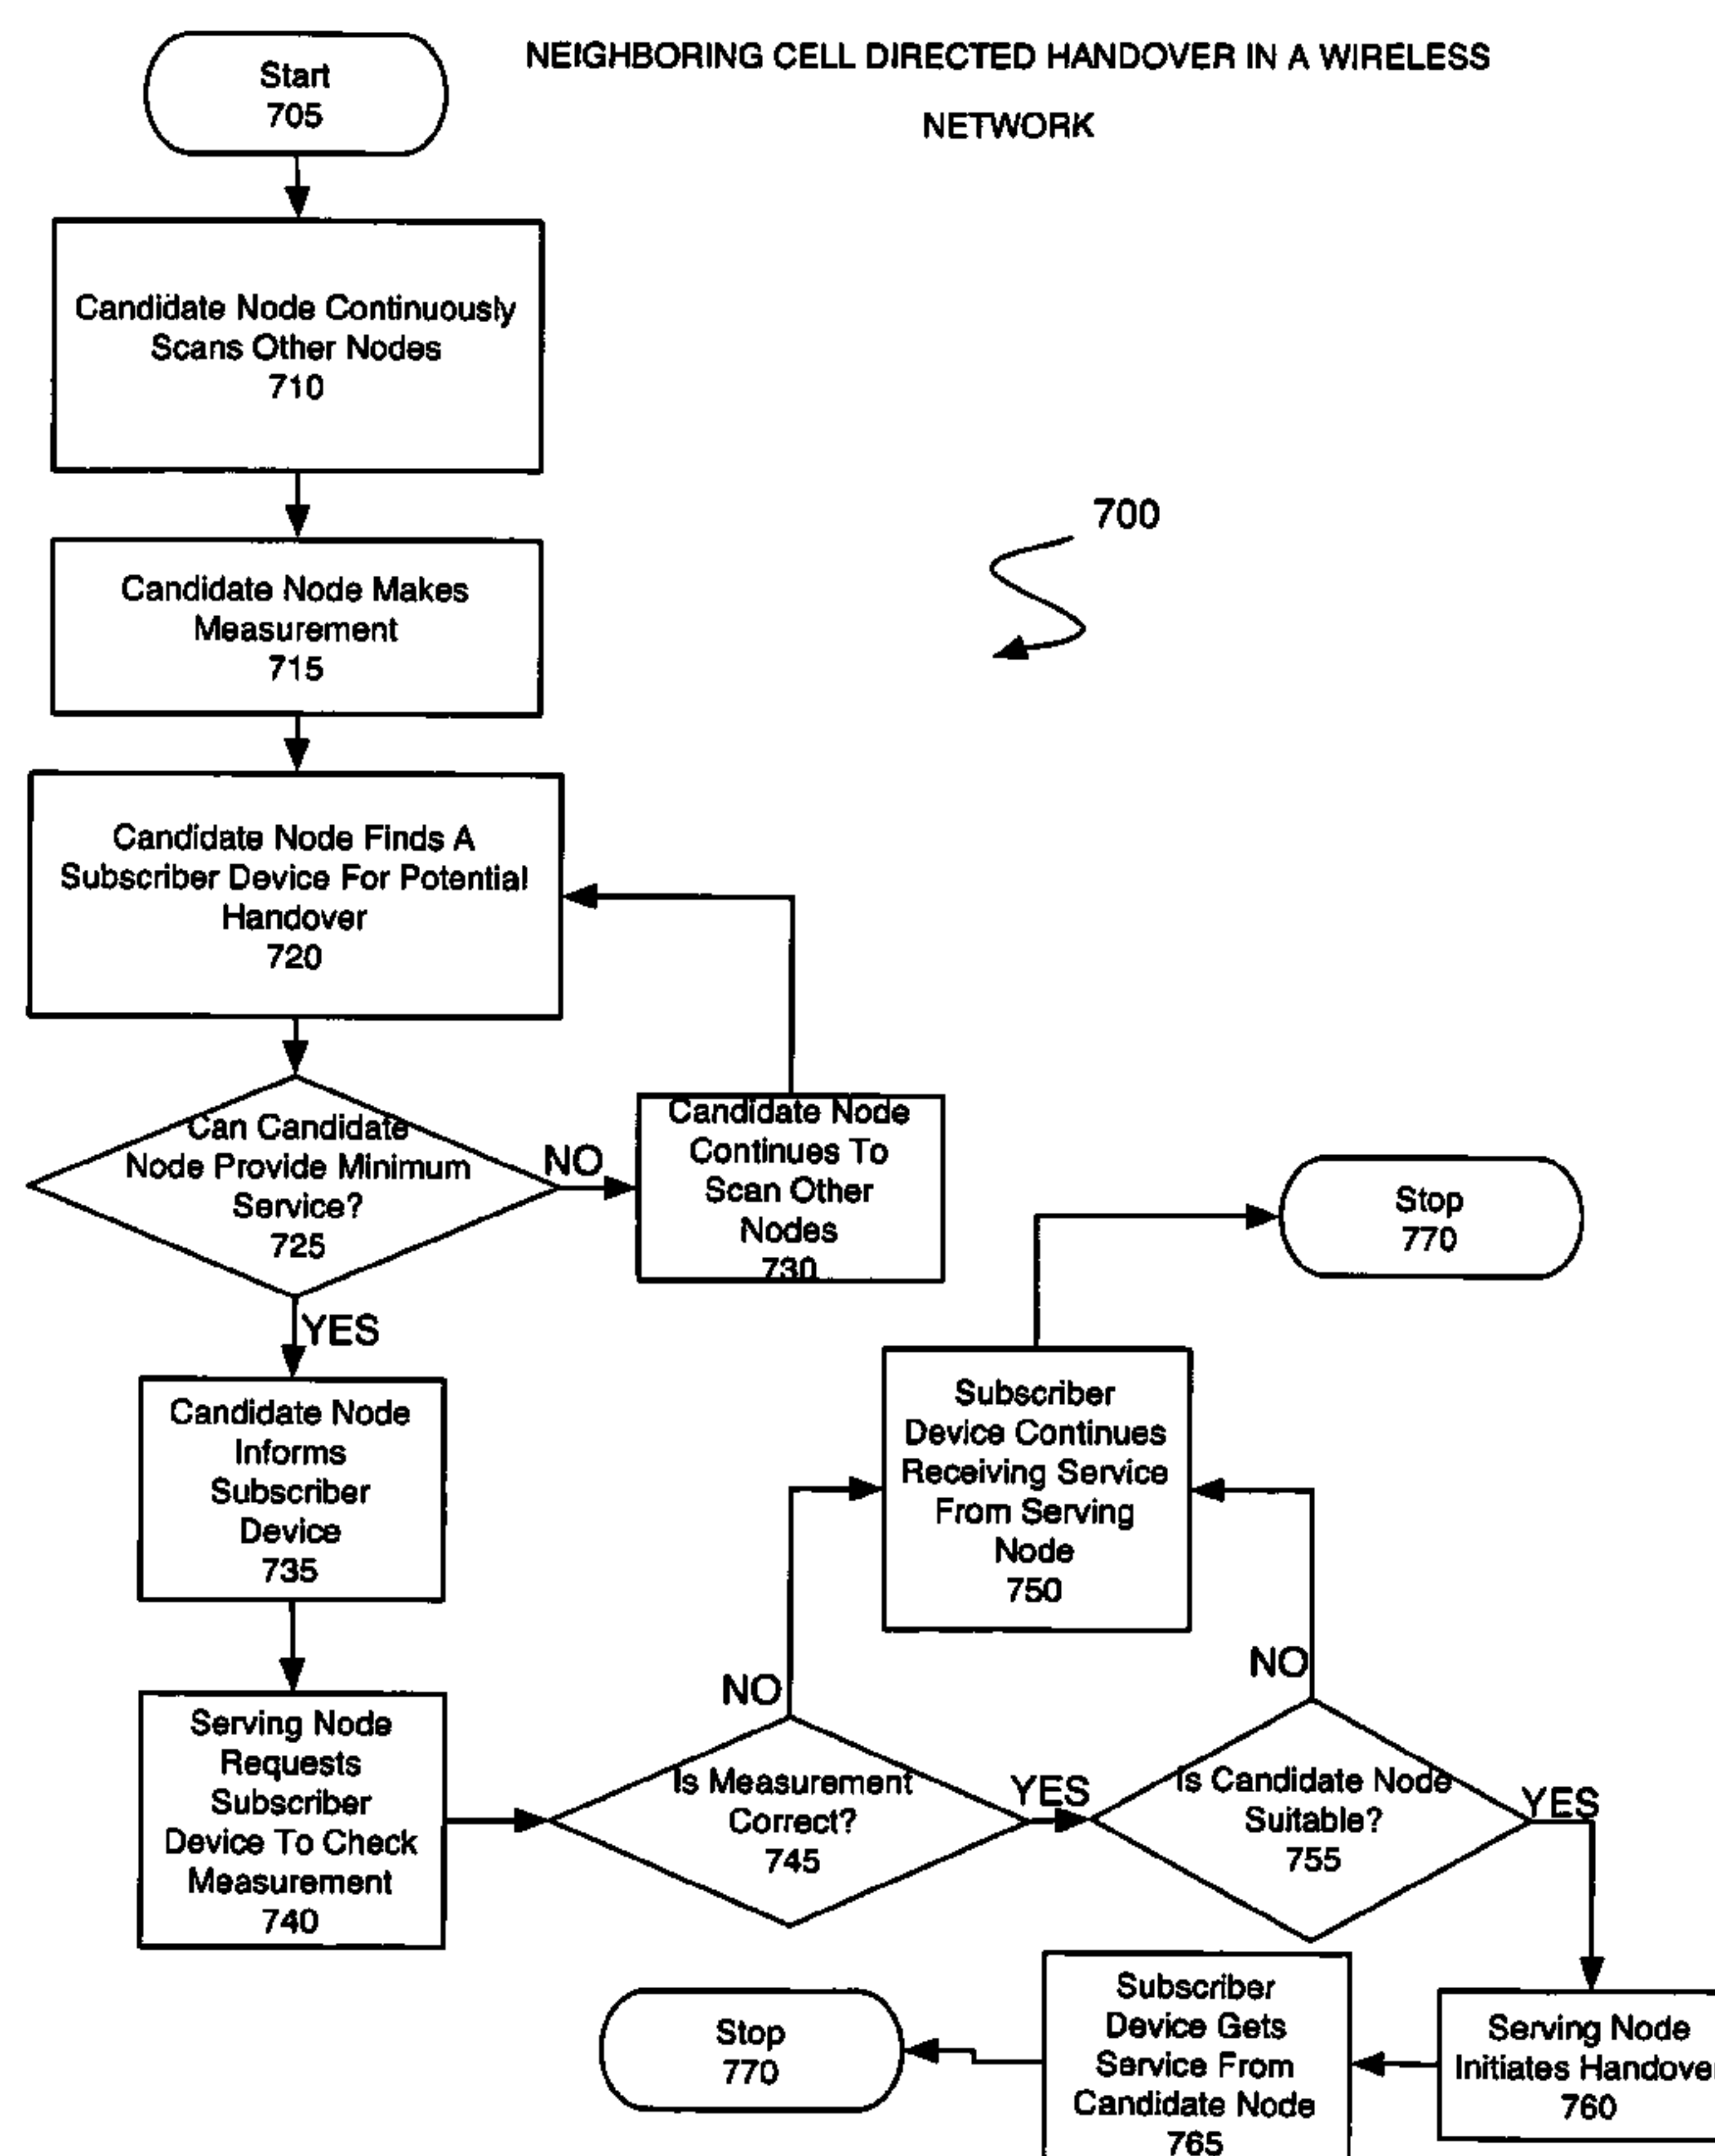 NEIGHBORING CELL DIRECTED HANDOVER IN A WIRELESS
NETWORK
Start
705
Candidate Node Continuously
Scans Other Nodes
710
700
Candidate Node Makes
Measurement
715
Candidate Node Finds A
Subscriber Device For Potential
Handover
720
Can Candidate
Node Provide Minimum
Service?
725
NO
Candidate Node
Continues To
Scan Other
Nodes
730
YES
Stop
770
Candidate Node
Informs
Subscriber
Device
735
Subscriber
Device Continues
Receiving Service
From Serving
Node
750
Serving Node
Requests
Subscriber
Device To Check
Measurement
740
NO
Is Measurement
Correct?
745
YES
NO
Is Candidate Node
Suitable?
755
YES
Serving Node
Initiates Handover
760
Subscriber
Device Gets
Service From
Candidate Node
765
Stop
770